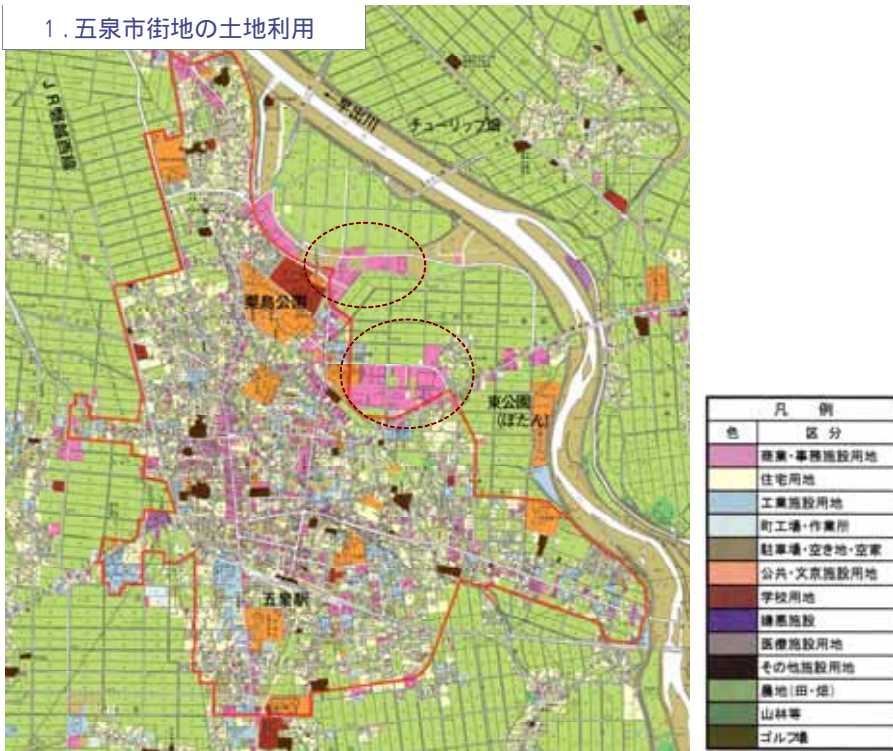 1.五泉市街地の土地利用
JR磐越西線
←早出川
チューリップ畑
粟島公園
東公園
(ぼたん)
五泉駅
凡 例
色 区 分
商業・事務施設用地
住宅用地
工業施設用地
町工場・作業所
駐車場・空き地・空家
公共・文京施設用地
学校用地
嫌悪施設
医療施設用地
その他施設用地
農地(田・畑)
山林等
ゴルフ場